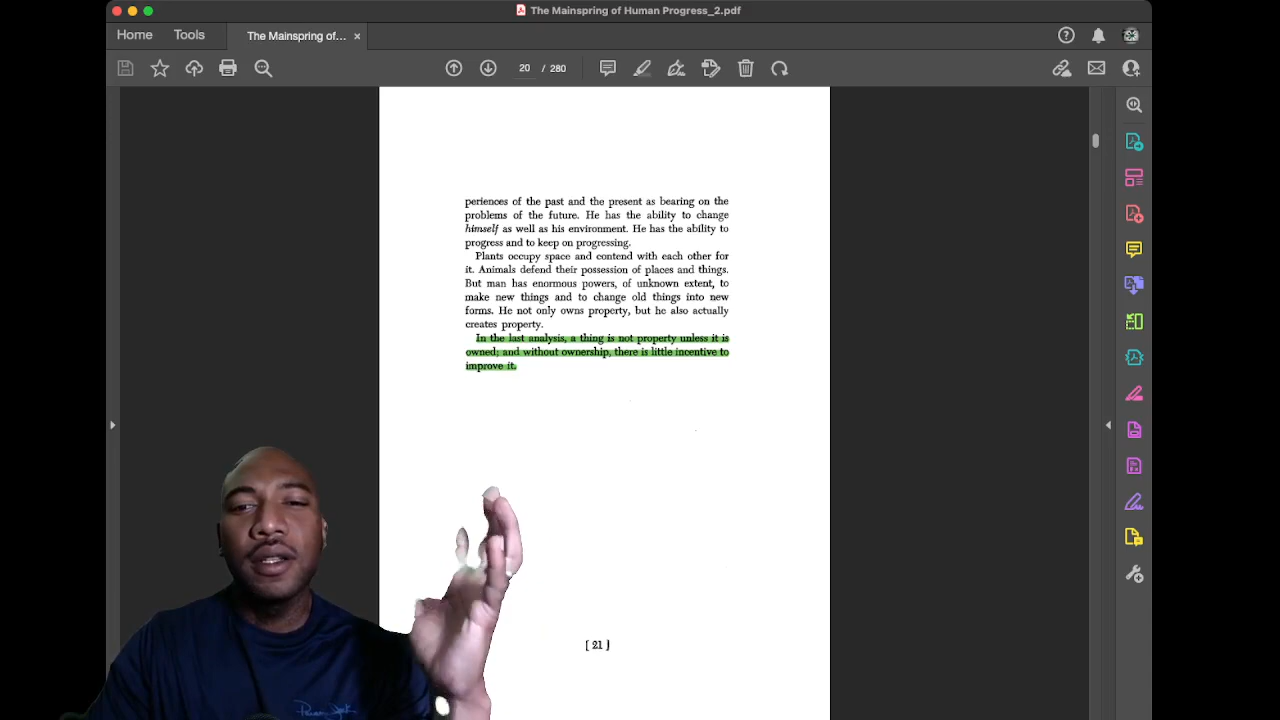 The Mainspring of Human Progress_2.pdf
Home Tools The Mainspring of... ×
20 / 280
periences of the past and the present as bearing on the
problems of the future. He has the ability to change
himself as well as his environment. He has the ability to
progress and to keep on progressing.
Plants occupy space and contend with each other for
it. Animals defend their possession of places and things.
But man has enormous powers, of unknown extent, to
make new things and to change old things into new
forms. He not only owns property, but he also actually
creates property.
In the last analysis, a thing is not property unless it is
owned; and without ownership, there is little incentive to
improve it.
[ 21 ]